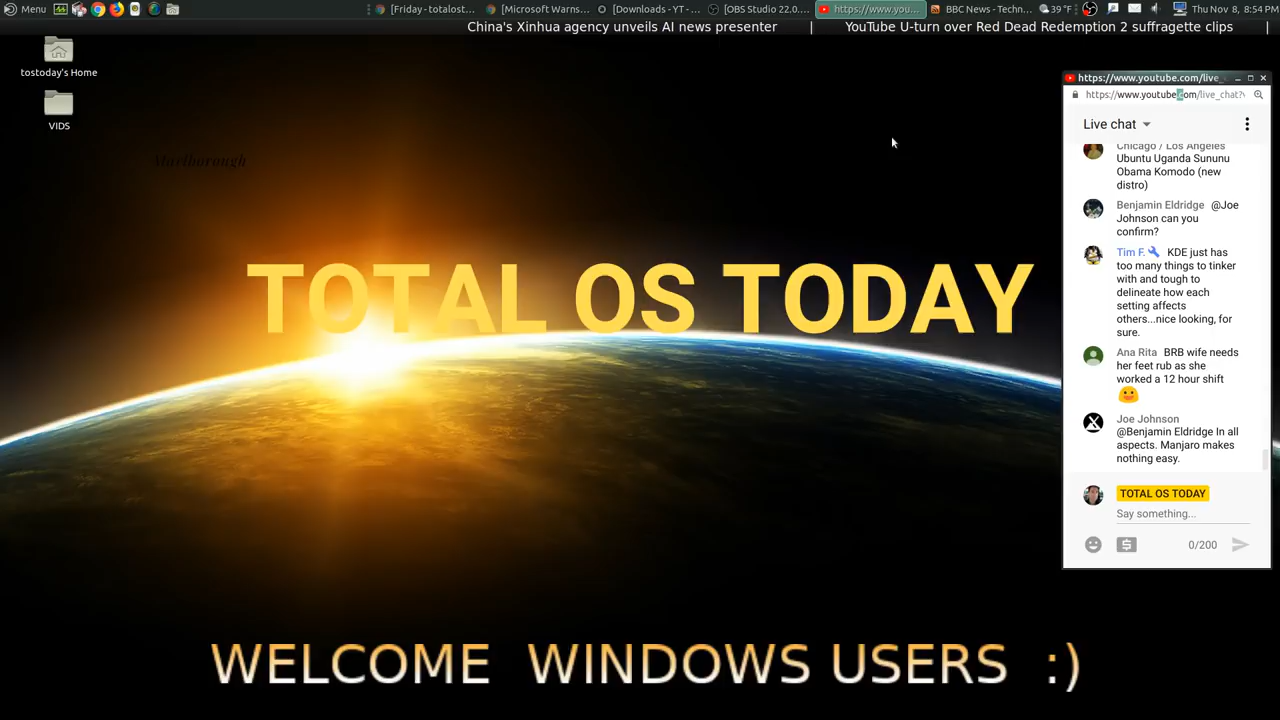 Menu
[Friday - totalost...
[Microsoft Warns...
[Downloads - YT - ...
[OBS Studio 22.0....
https://www.you...
BBC News - Techn...
39 °F
Thu Nov 8, 8:54 PM
China's Xinhua agency unveils AI news presenter | YouTube U-turn over Red Dead Redemption 2 suffragette clips |
tostoday's Home
VIDS
Marlborough
TOTAL OS TODAY
WELCOME WINDOWS USERS :)
https://www.youtube.com/live_
https://www.youtube.com/live_chat?v
Live chat
Chicago / Los Angeles
Ubuntu Uganda Sununu
Obama Komodo (new
distro)
Benjamin Eldridge @Joe
Johnson can you
confirm?
Tim F. KDE just has
too many things to tinker
with and tough to
delineate how each
setting affects
others...nice looking, for
sure.
Ana Rita BRB wife needs
her feet rub as she
worked a 12 hour shift
Joe Johnson
@Benjamin Eldridge In all
aspects. Manjaro makes
nothing easy.
TOTAL OS TODAY
Say something...
0/200